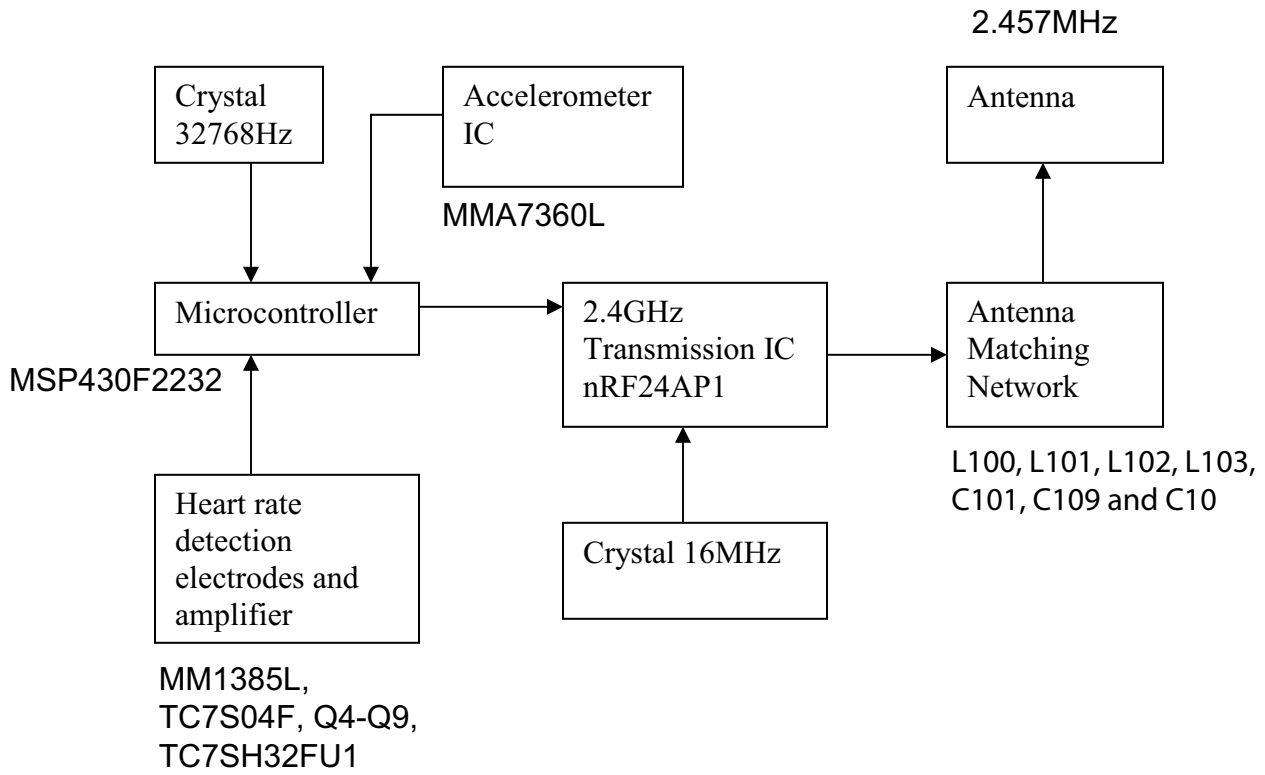 2.457MHz
Crystal
32768Hz
Accelerometer
IC
Antenna
MMA7360L
Microcontroller
2.4GHz
Transmission IC
nRF24AP1
Antenna
Matching
Network
MSP430F2232
L100, L101, L102, L103,
C101, C109 and C10
Heart rate
detection
electrodes and
amplifier
Crystal 16MHz
MM1385L,
TC7S04F, Q4-Q9,
TC7SH32FU1